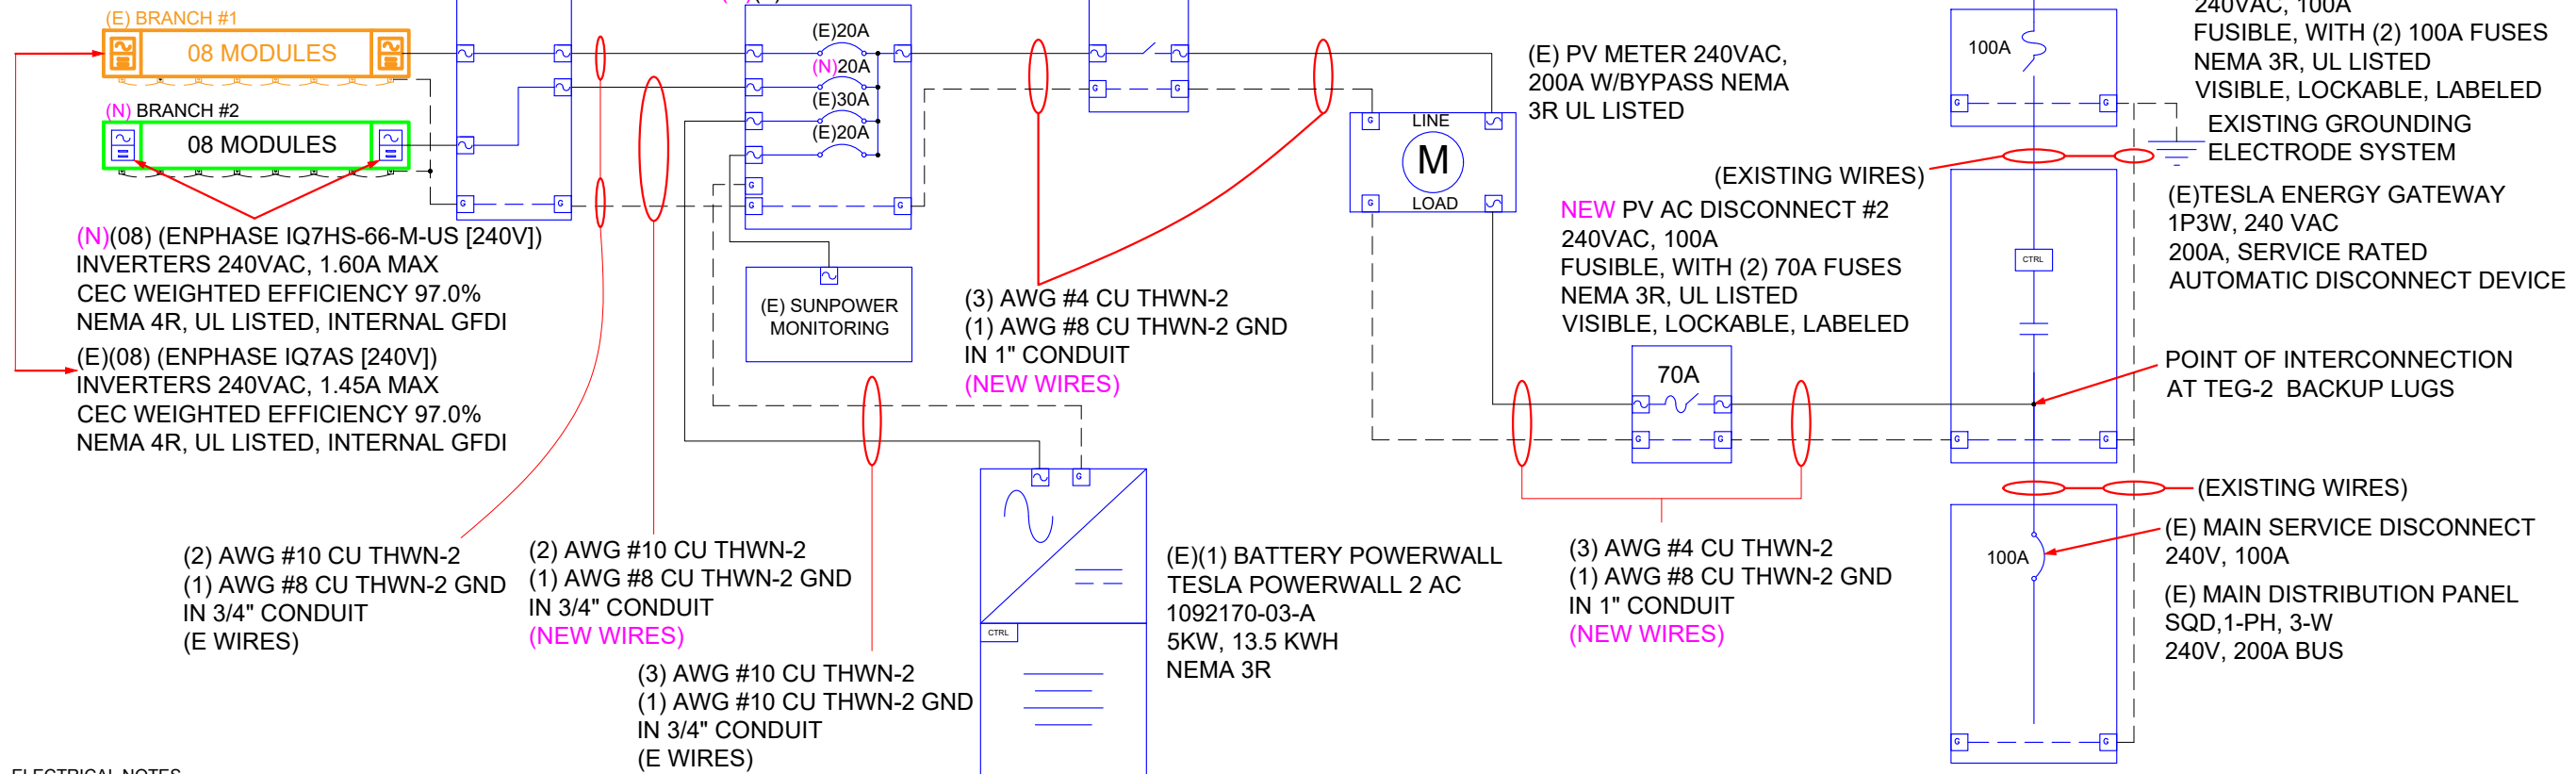 (E) BRANCH #1
08 MODULES
(N) BRANCH #2
08 MODULES
(N)(08) (ENPHASE IQ7HS-66-M-US [240V])
INVERTERS 240VAC, 1.60A MAX
CEC WEIGHTED EFFICIENCY 97.0%
NEMA 4R, UL LISTED, INTERNAL GFDI
(E)(08) (ENPHASE IQ7AS [240V])
INVERTERS 240VAC, 1.45A MAX
CEC WEIGHTED EFFICIENCY 97.0%
NEMA 4R, UL LISTED, INTERNAL GFDI
(2) AWG #10 CU THWN-2
(1) AWG #8 CU THWN-2 GND
IN 3/4" CONDUIT
(E WIRES)
(2) AWG #10 CU THWN-2
(1) AWG #8 CU THWN-2 GND
IN 3/4" CONDUIT
(NEW WIRES)
(3) AWG #10 CU THWN-2
(1) AWG #10 CU THWN-2 GND
IN 3/4" CONDUIT
(E WIRES)
(E)20A
(N)20A
(E)30A
(E)20A
G
G
G
G
G
(E) SUNPOWER
MONITORING
G
G
(3) AWG #4 CU THWN-2
(1) AWG #8 CU THWN-2 GND
IN 1" CONDUIT
(NEW WIRES)
G
CTRL
(E)(1) BATTERY POWERWALL
TESLA POWERWALL 2 AC
1092170-03-A
5KW, 13.5 KWH
NEMA 3R
(E) PV METER 240VAC,
200A W/BYPASS NEMA
3R UL LISTED
G
LINE
M
G
LOAD
NEW PV AC DISCONNECT #2
240VAC, 100A
FUSIBLE, WITH (2) 70A FUSES
NEMA 3R, UL LISTED
VISIBLE, LOCKABLE, LABELED
70A
G
G
(3) AWG #4 CU THWN-2
(1) AWG #8 CU THWN-2 GND
IN 1" CONDUIT
(NEW WIRES)
240VAC, 100A
FUSIBLE, WITH (2) 100A FUSES
NEMA 3R, UL LISTED
VISIBLE, LOCKABLE, LABELED
100A
G
G
EXISTING GROUNDING
ELECTRODE SYSTEM
(EXISTING WIRES)
(E)TESLA ENERGY GATEWAY
1P3W, 240 VAC
200A, SERVICE RATED
AUTOMATIC DISCONNECT DEVICE
CTRL
POINT OF INTERCONNECTION
AT TEG-2 BACKUP LUGS
G
G
(EXISTING WIRES)
(E) MAIN SERVICE DISCONNECT
240V, 100A
100A
(E) MAIN DISTRIBUTION PANEL
SQD,1-PH, 3-W
240V, 200A BUS
G
G
ELECTRICAL NOTES